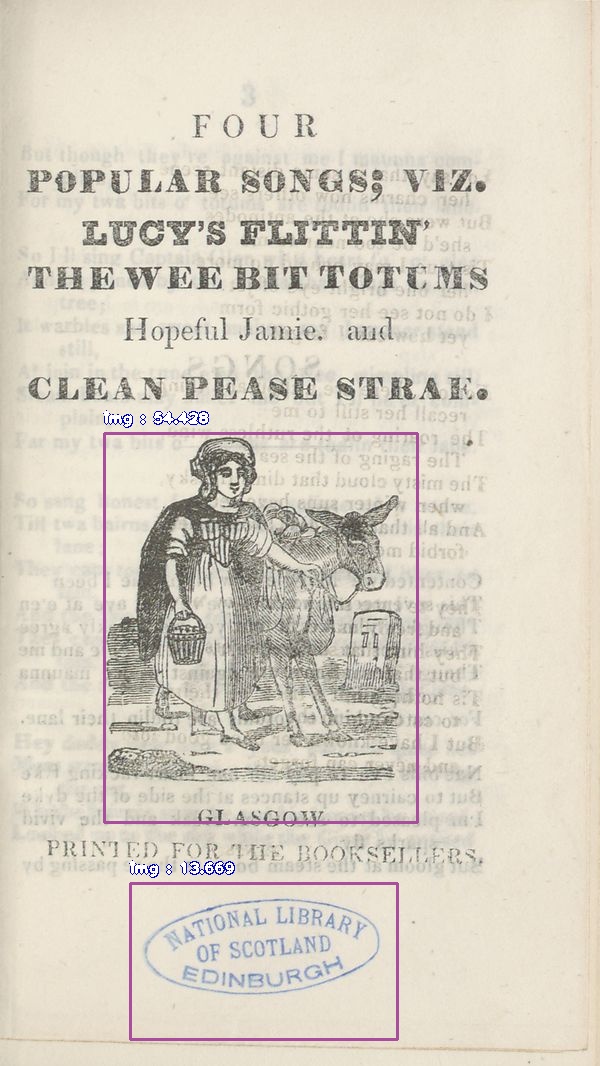 FOUR
POPULAR SONGS; VIZ.
LUCY'S FLITTIN'
THE WEE BIT TOTUMS
Hopeful Jamie. and
CLEAN PEASE STRAE.
img : 54.428
GLASGOW
PRINTED FOR THE BOOKSELLERS.
img : 13.669
NATIONAL LIBRARY
OF SCOTLAND
EDINBURGH